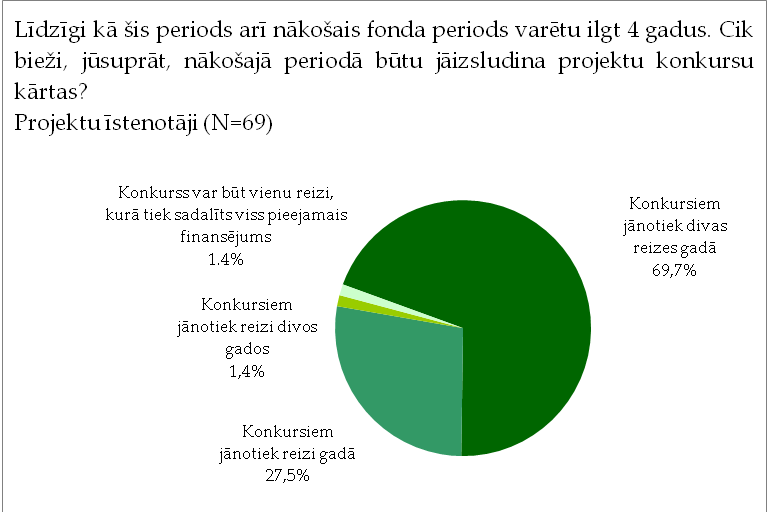 Līdzīgi kā šis periods arī nākošais fonda periods varētu ilgt 4 gadus. Cik
bieži, jūsuprāt, nākošajā periodā būtu jāizsludina projektu konkursu
kārtas?
Projektu īstenotāji (N=69)
Konkurss var būt vienu reizi,
kurā tiek sadalīts viss pieejamais
finansējums
1.4%
Konkursiem
jānotiek divas
reizes gadā
69,7%
Konkursiem
jānotiek reizi divos
gados
1,4%
Konkursiem
jānotiek reizi gadā
27,5%